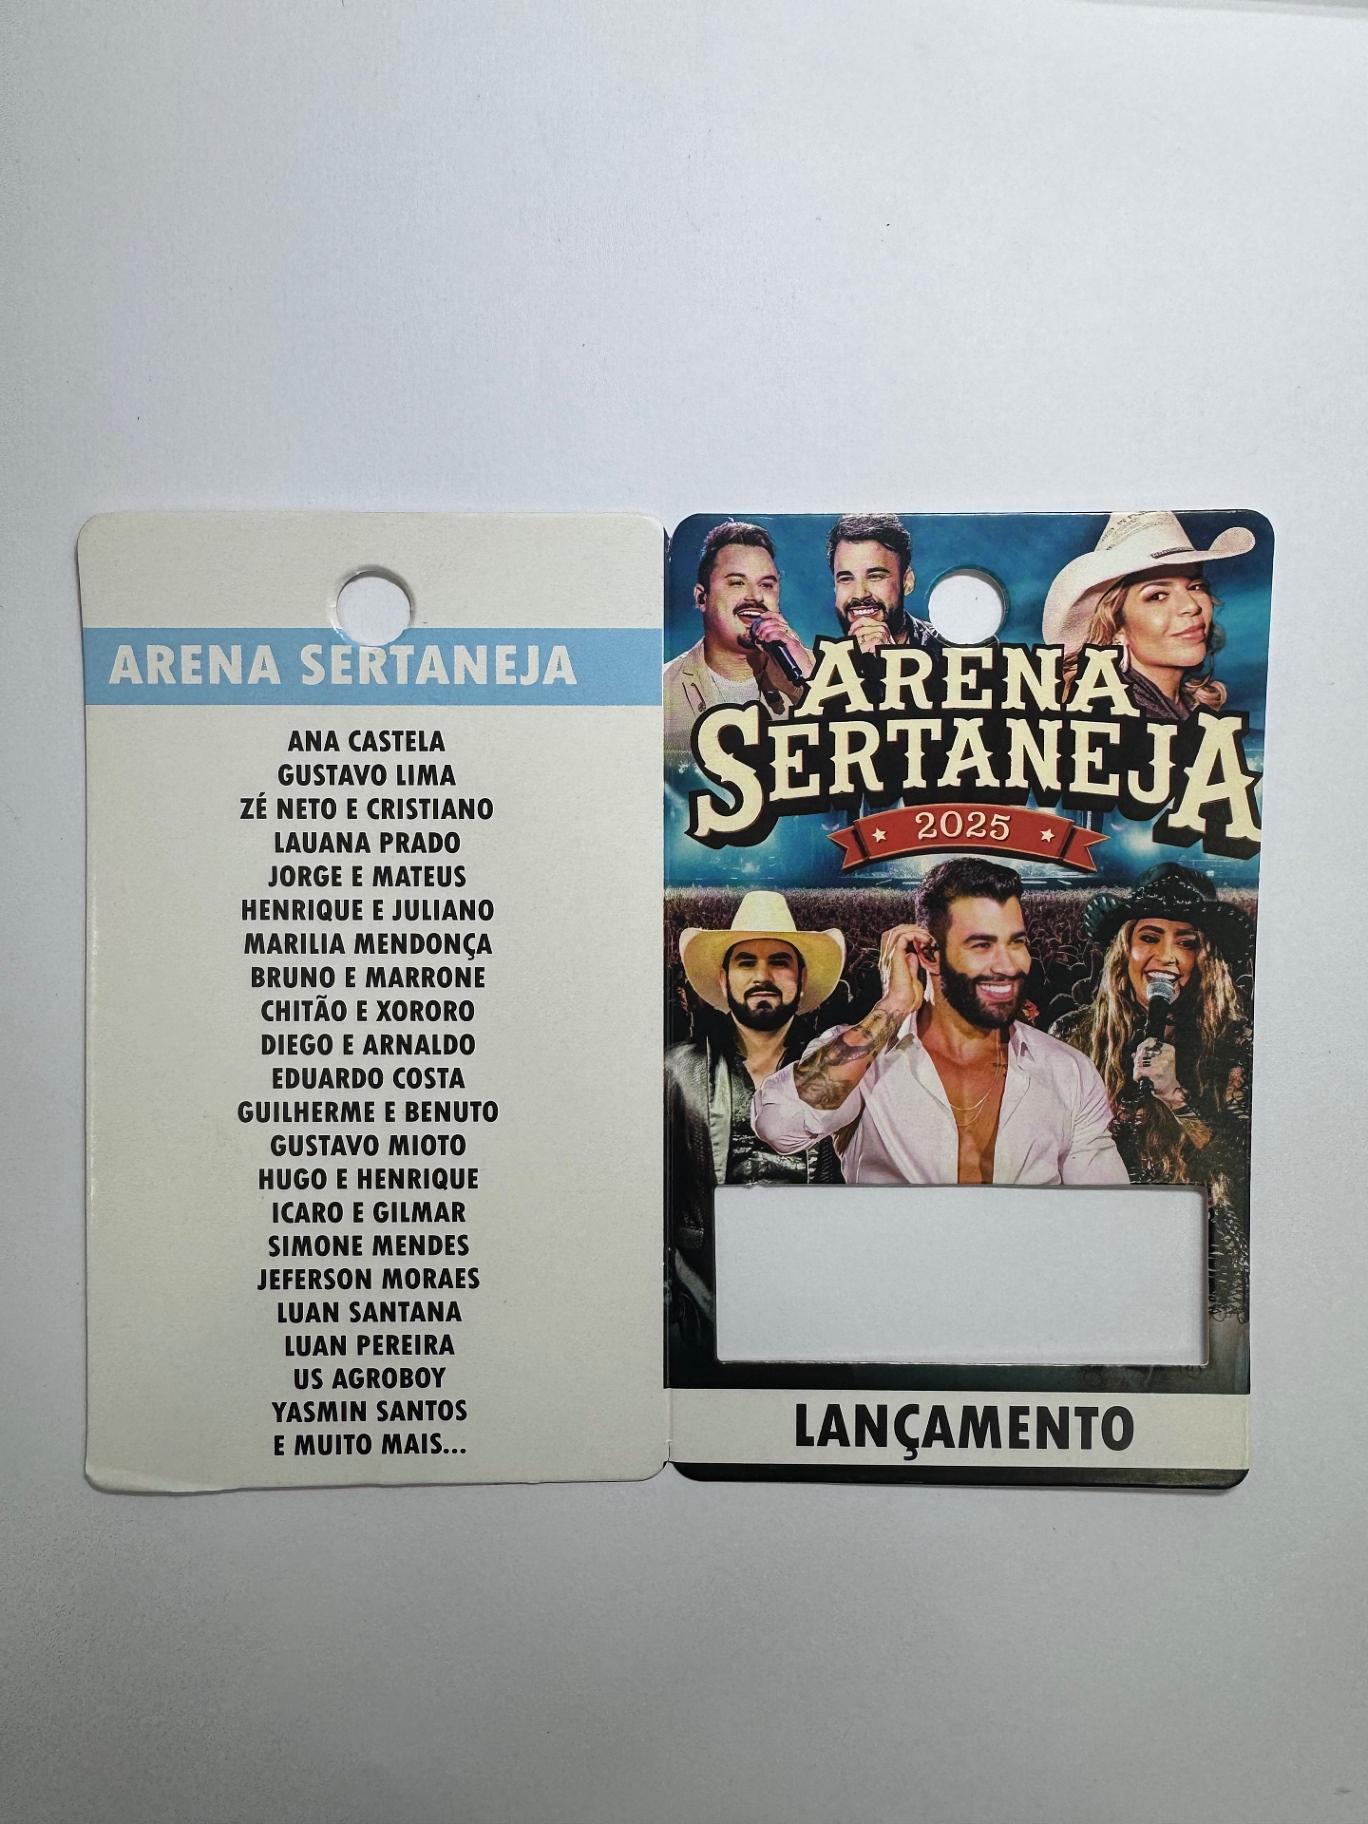 ARENA SERTANEJA
ANA CASTELA
GUSTAVO LIMA
ZÉ NETO E CRISTIANO
LAUANA PRADO
JORGE E MATEUS
HENRIQUE E JULIANO
MARILIA MENDONÇA
BRUNO E MARRONE
CHITÃO E XORORO
DIEGO E ARNALDO
EDUARDO COSTA
GUILHERME E BENUTO
GUSTAVO MIOTO
HUGO E HENRIQUE
ICARO E GILMAR
SIMONE MENDES
JEFERSON MORAES
LUAN SANTANA
LUAN PEREIRA
US AGROBOY
YASMIN SANTOS
E MUITO MAIS...
ARENA
SERTANEJA
2025
LANÇAMENTO